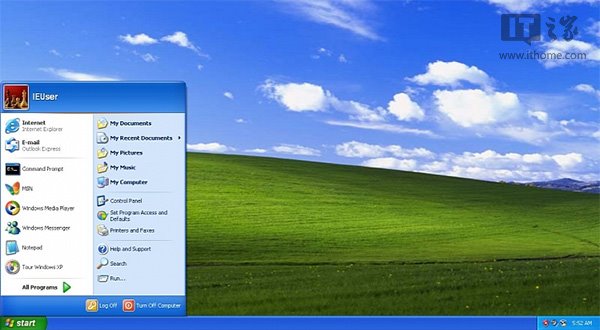 IT之家
www.ithome.com
IEUser
Internet
Internet Explorer
E-mail
Outlook Express
Command Prompt
MSN
Windows Media Player
Windows Messenger
Notepad
Tour Windows XP
All Programs
My Documents
My Recent Documents
My Pictures
My Music
My Computer
Control Panel
Set Program Access and
Defaults
Printers and Faxes
Help and Support
Search
Run...
Log Off
Turn Off Computer
start
5:52 AM